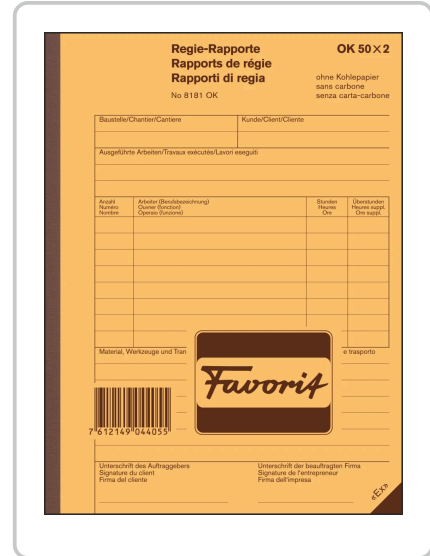 Regie-Rapporte
Rapports de régie
Rapporti di regia
No 8181 OK
OK 50×2
ohne Kohlepapier
sans carbone
senza carta-carbone
Baustelle/Chantier/Cantiere
Kunde/Client/Cliente
Ausgeführte Arbeiten/Travaux exécutés/Lavori eseguiti
Anzahl
Numéro
Nombre
Arbeiter (Berufsbezeichnung)
Ouvrier (fonction)
Operaio (funzione)
Stunden
Heures
Ore
Überstunden
Heures suppl.
Ore suppl.
Material, Werkzeuge und Tran
e trasporto
Favorit
7 612149 044055
Unterschrift des Auftraggebers
Signature du client
Firma del cliente
Unterschrift der beauftragten Firma
Signature de l'entrepreneur
Firma dell'impresa
«Ex»